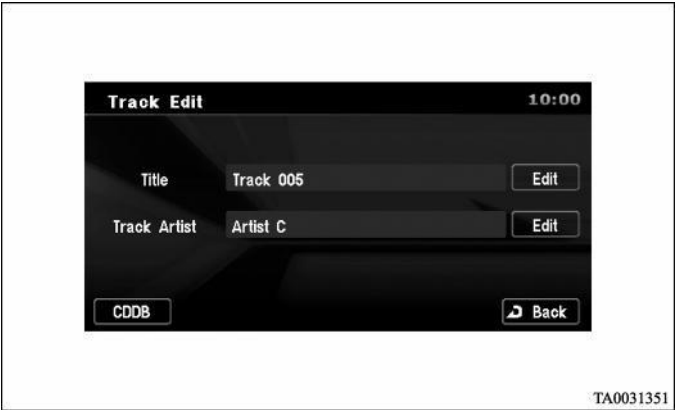 Track Edit 10:00
Title Track 005 Edit
Track Artist Artist C Edit
CDDB Back
TA0031351